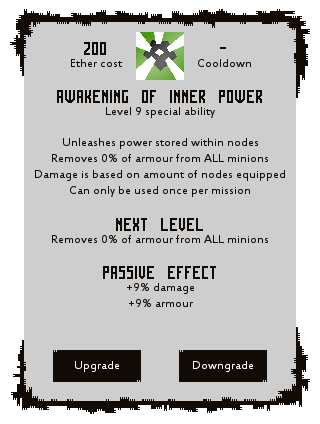 200 -
Ether cost Cooldown
AWAKENING OF INNER POWER
Level 9 special ability
Unleashes power stored within nodes
Removes 0% of armour from ALL minions
Damage is based on amount of nodes equipped
Can only be used once per mission
NEXT LEVEL
Removes 0% of armour from ALL minions
PASSIVE EFFECT
+9% damage
+9% armour
Upgrade Downgrade